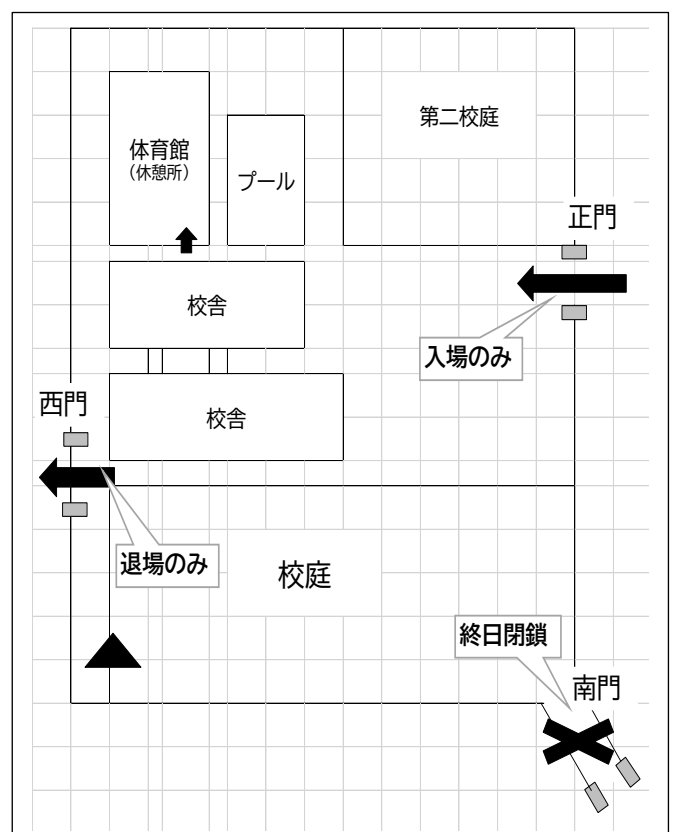 第二校庭
体育館
（休憩所）
プール
正門
校舎
入場のみ
西門
校舎
退場のみ
校庭
終日閉鎖
南門